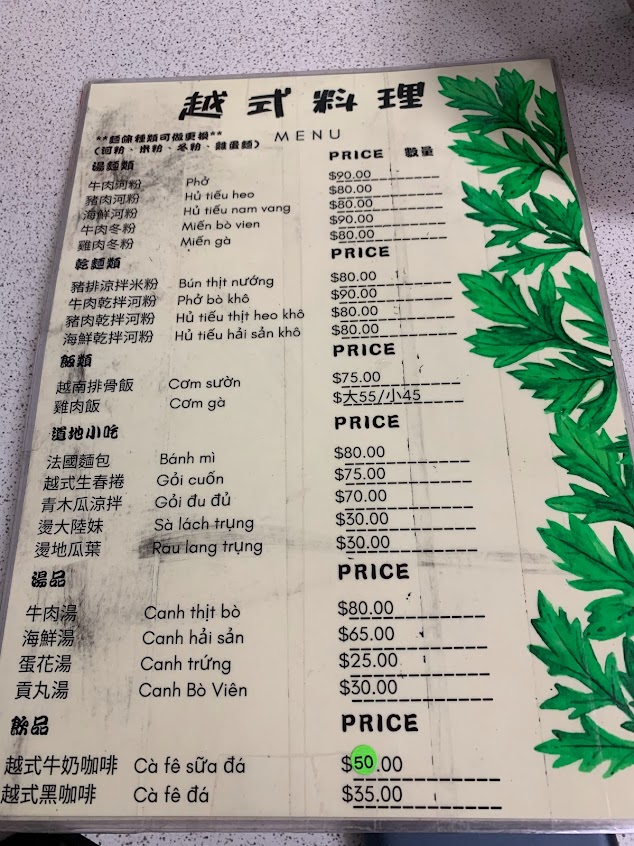 越式料理
MENU
**麵條種類可做更換**
(河粉、米粉、冬粉、雞蛋麵)
湯麵類 PRICE 數量
牛肉河粉 Phở $90.00
豬肉河粉 Hủ tiếu heo $80.00
海鮮河粉 Hủ tiếu nam vang $80.00
牛肉冬粉 Miến bò vien $90.00
雞肉冬粉 Miến gà $80.00
乾麵類 PRICE
豬排涼拌米粉 Bún thịt nướng $80.00
牛肉乾拌河粉 Phở bò khô $90.00
豬肉乾拌河粉 Hủ tiếu thịt heo khô $80.00
海鮮乾拌河粉 Hủ tiếu hải sản khô $80.00
飯類 PRICE
越南排骨飯 Cơm sườn $75.00
雞肉飯 Cơm gà $大55/小45
道地小吃 PRICE
法國麵包 Bánh mì $80.00
越式生春捲 Gỏi cuốn $75.00
青木瓜涼拌 Gỏi đu đủ $70.00
燙大陸妹 Sà lách trụng $30.00
燙地瓜葉 Rau lang trụng $30.00
湯品 PRICE
牛肉湯 Canh thịt bò $80.00
海鮮湯 Canh hải sản $65.00
蛋花湯 Canh trứng $25.00
貢丸湯 Canh Bò Viên $30.00
飲品 PRICE
越式牛奶咖啡 Cà fê sữa đá $50.00
越式黑咖啡 Cà fê đá $35.00